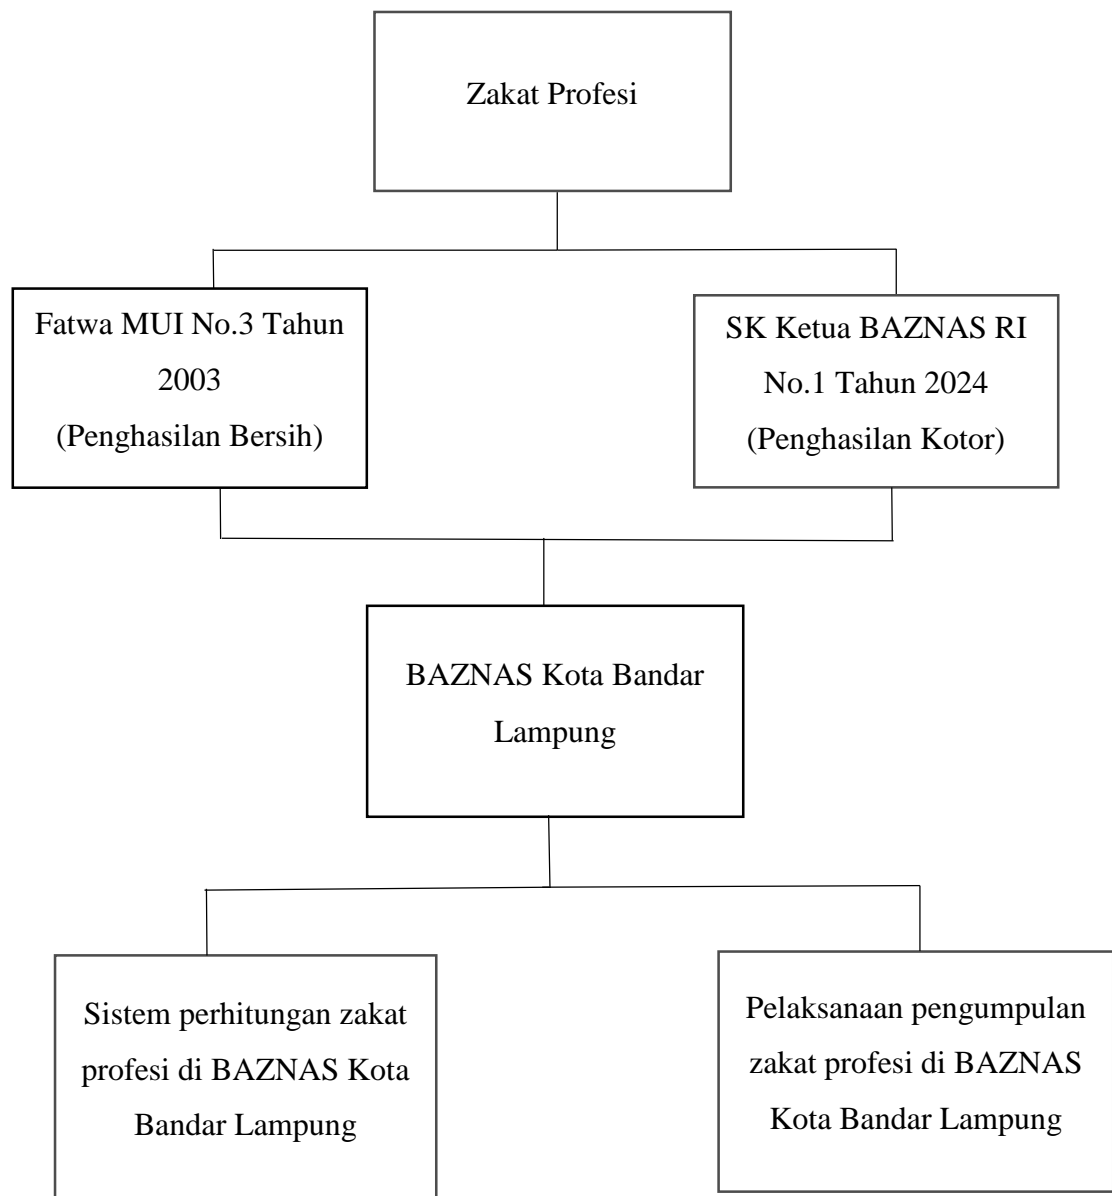 Zakat Profesi
Fatwa MUI No.3 Tahun
2003
(Penghasilan Bersih)
SK Ketua BAZNAS RI
No.1 Tahun 2024
(Penghasilan Kotor)
BAZNAS Kota Bandar
Lampung
Sistem perhitungan zakat
profesi di BAZNAS Kota
Bandar Lampung
Pelaksanaan pengumpulan
zakat profesi di BAZNAS
Kota Bandar Lampung